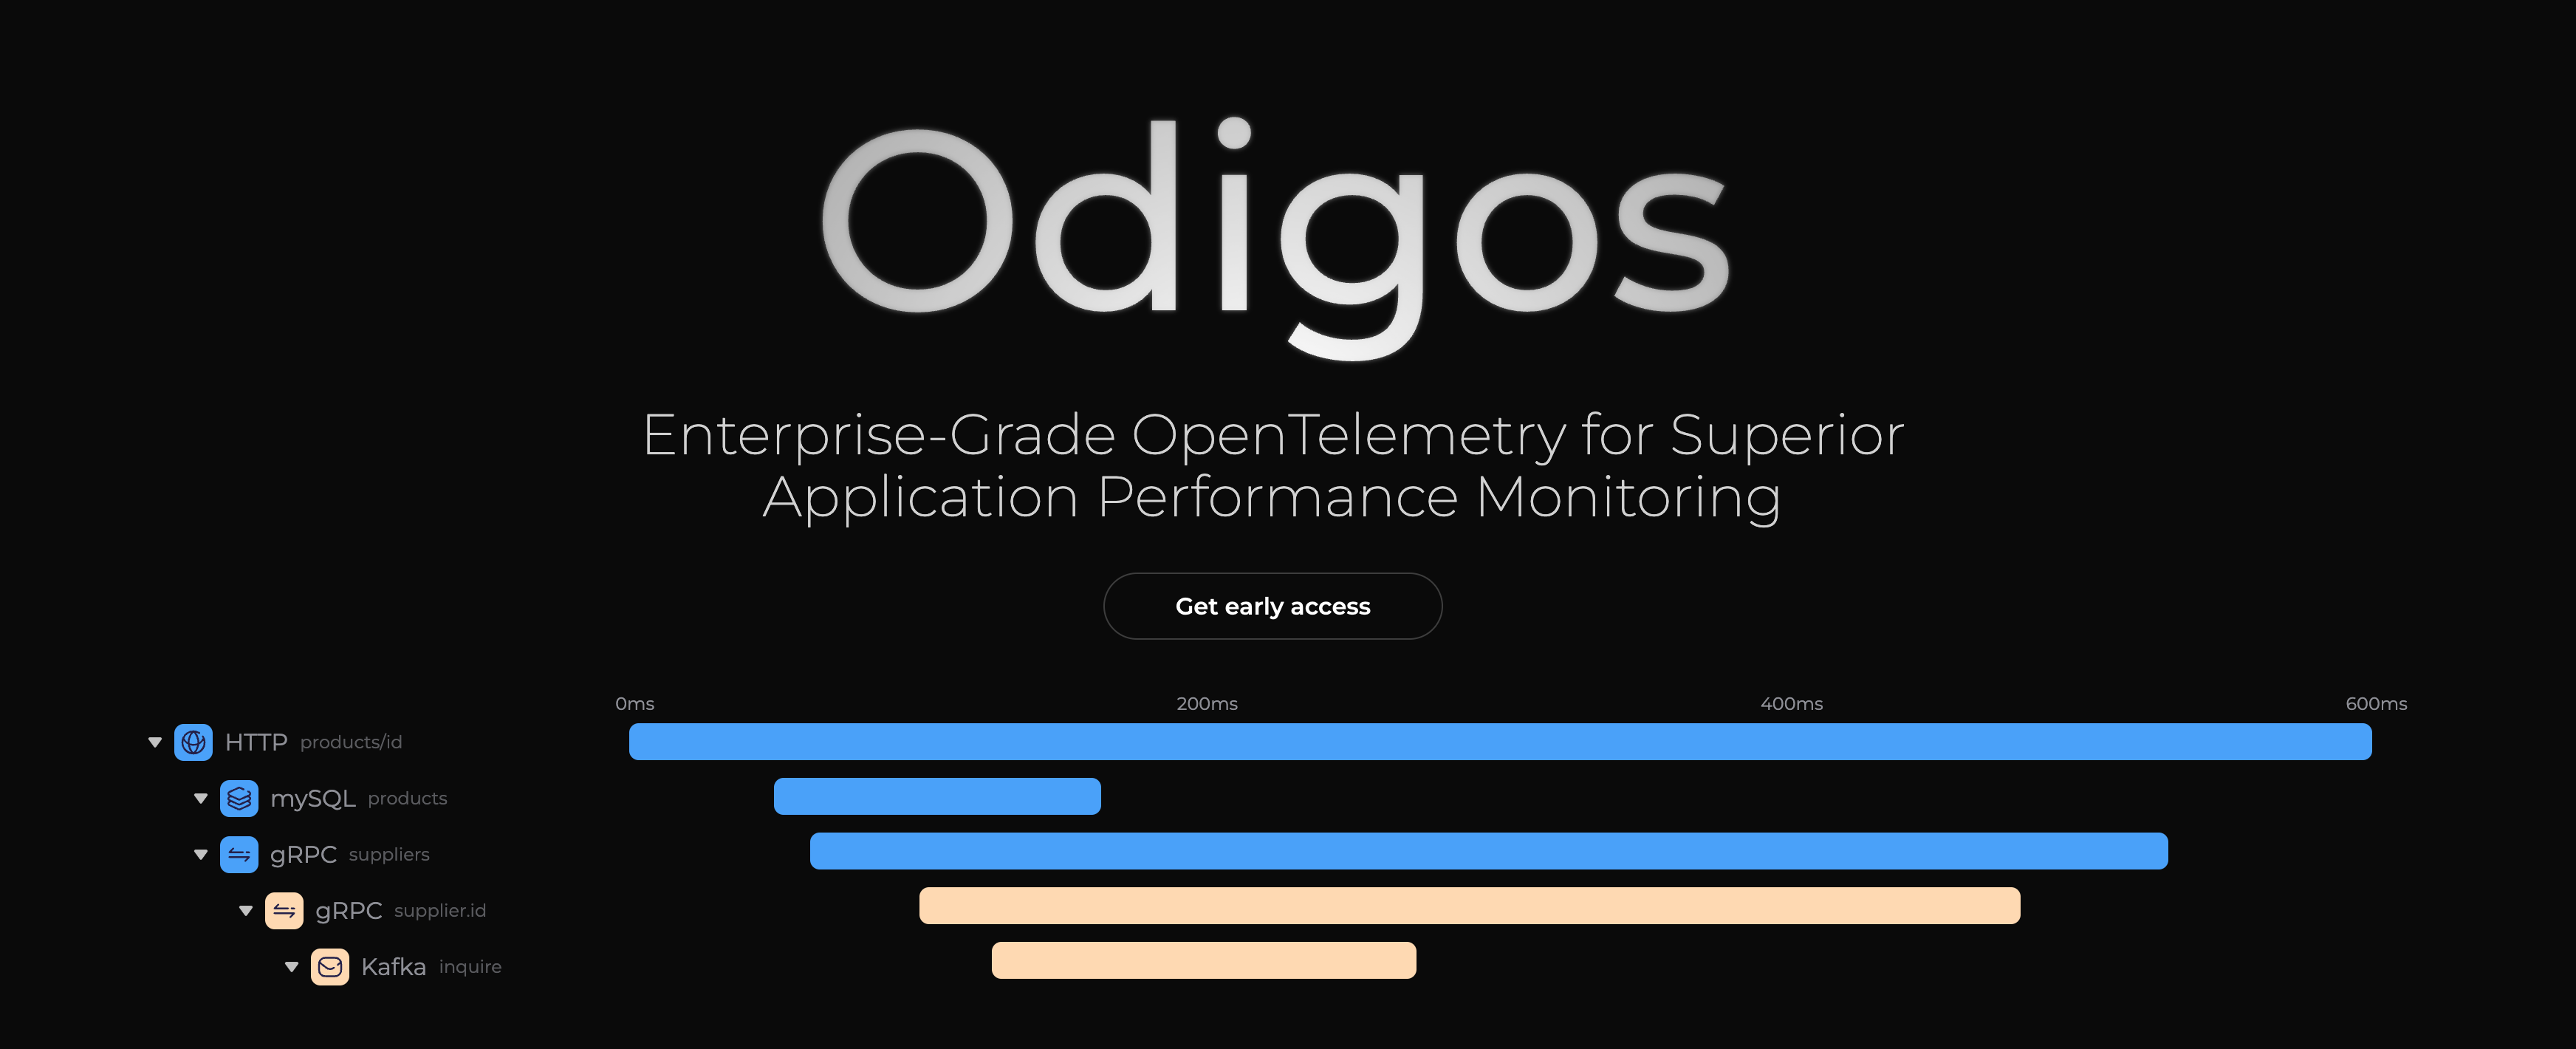 Odigos
Enterprise-Grade OpenTelemetry for Superior
Application Performance Monitoring
Get early access
0ms 200ms 400ms 600ms
HTTP products/id
mySQL products
gRPC suppliers
gRPC supplier.id
Kafka inquire